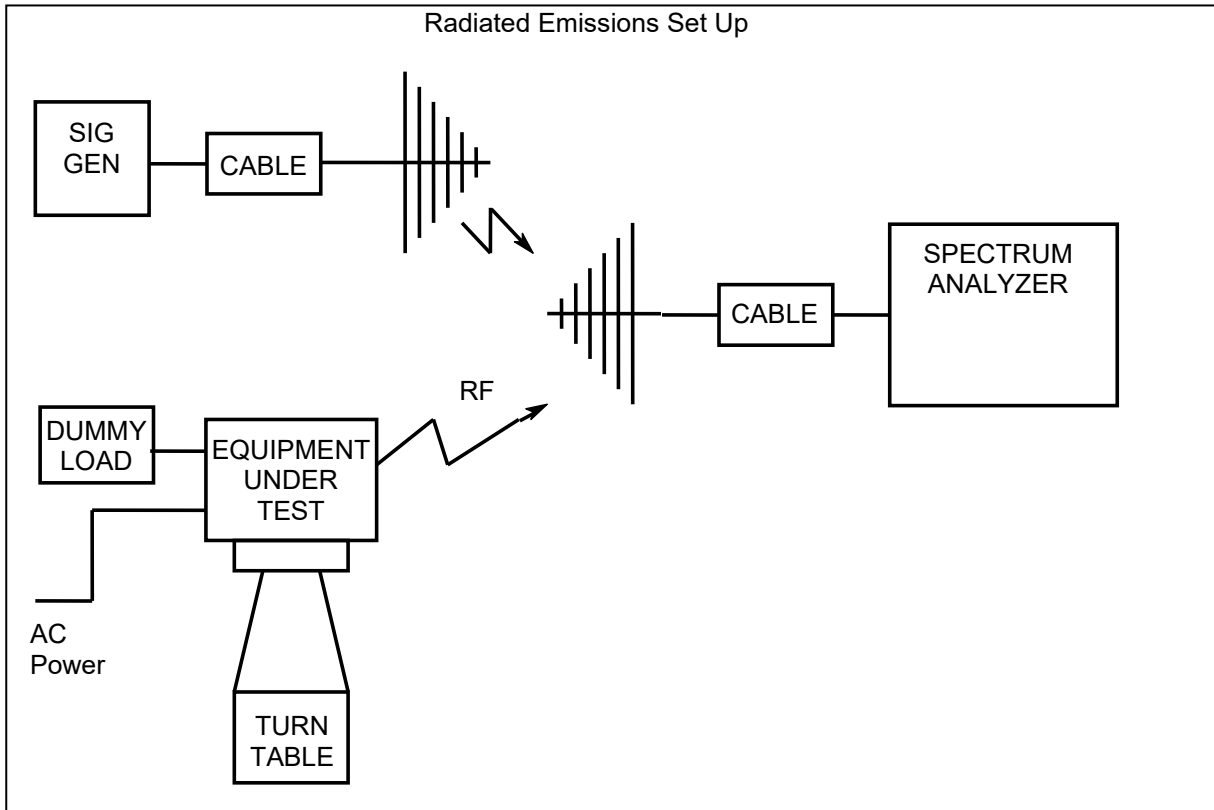 Radiated Emissions Set Up
SIG
GEN
CABLE
SPECTRUM
ANALYZER
CABLE
RF
DUMMY
LOAD
EQUIPMENT
UNDER
TEST
AC
Power
TURN
TABLE